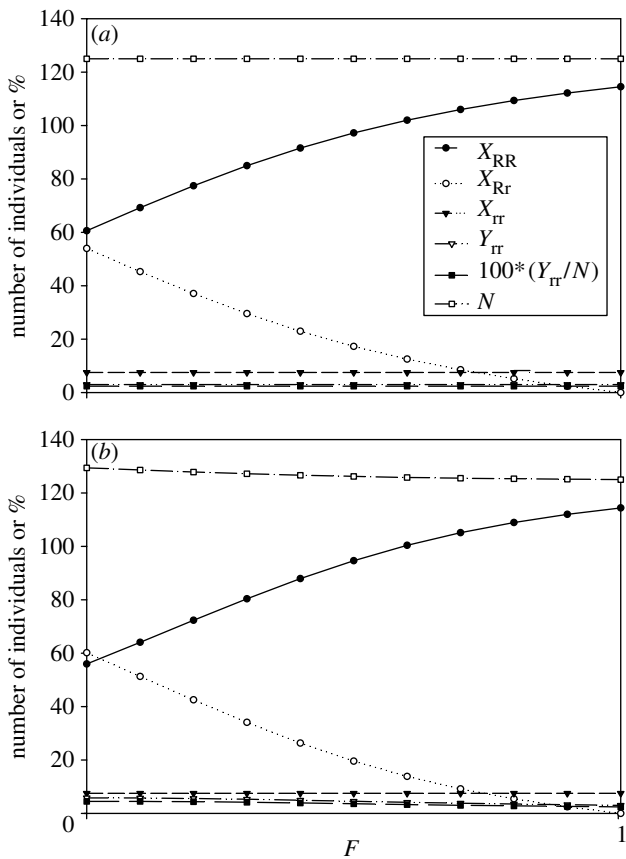 140
(a)
120
100
80
60
40
20
0
number of individuals or %
X_RR
X_Rr
X_rr
Y_rr
100*(Y_rr/N)
N
140
(b)
120
100
80
60
40
20
0
number of individuals or %
F
1